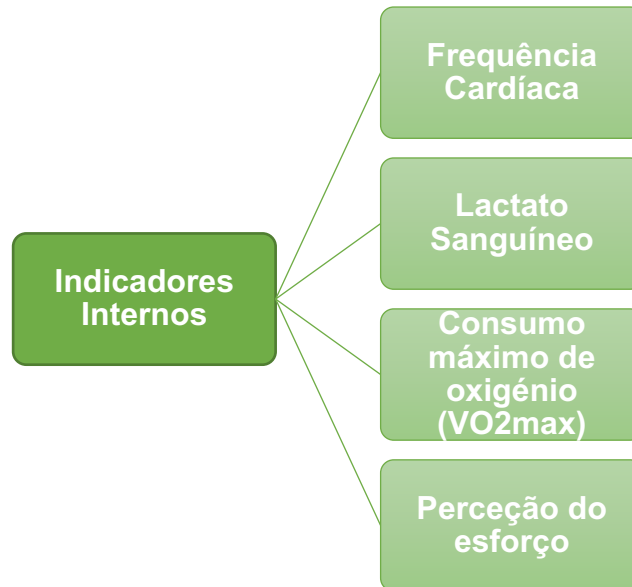 Indicadores
Internos
Frequência
Cardíaca
Lactato
Sanguíneo
Consumo
máximo de
oxigénio
(VO2max)
Perceção do
esforço